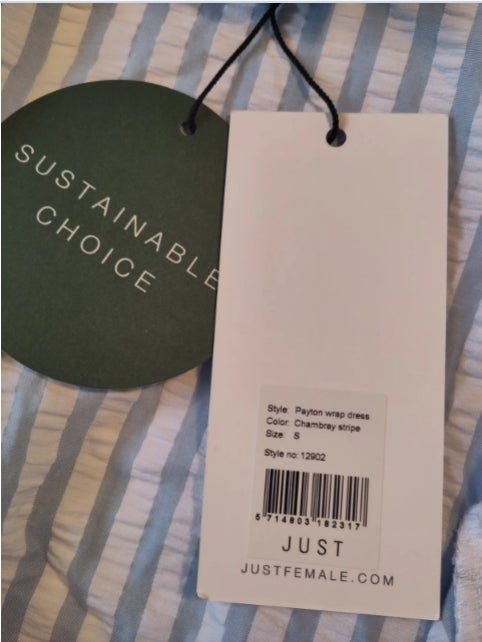 SUSTAINABLE
CHOICE
Style: Payton wrap dress
Color: Chambray stripe
Size: S
Style no: 12902
5 714803 182317
JUST
JUSTFEMALE.COM